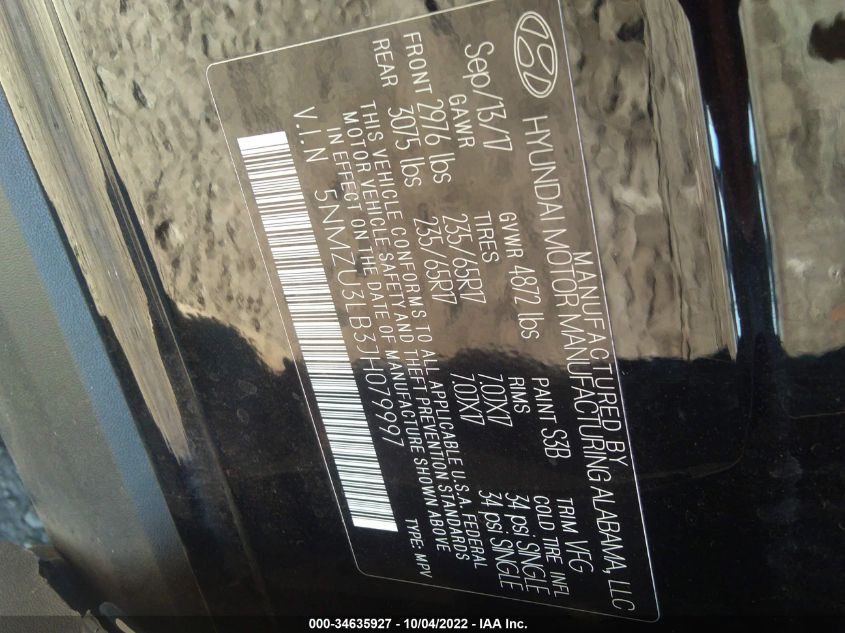 MANUFACTURED BY
HYUNDAI MOTOR MANUFACTURING ALABAMA, LLC
Sep/13/17 GVWR 4872 lbs PAINT S3B TRIM VFG
GAWR TIRES RIMS COLD TIRE INFL
FRONT 2976 lbs 235/65R17 7.0JX17 34 psi: SINGLE
REAR 3075 lbs 235/65R17 7.0JX17 34 psi: SINGLE
THIS VEHICLE CONFORMS TO ALL APPLICABLE U.S.A. FEDERAL
MOTOR VEHICLE SAFETY AND THEFT PREVENTION STANDARDS
IN EFFECT ON THE DATE OF MANUFACTURE SHOWN ABOVE
V.I.N 5NMZU3LB3JH079997 TYPE: MPV
000-34635927 - 10/04/2022 - IAA Inc.